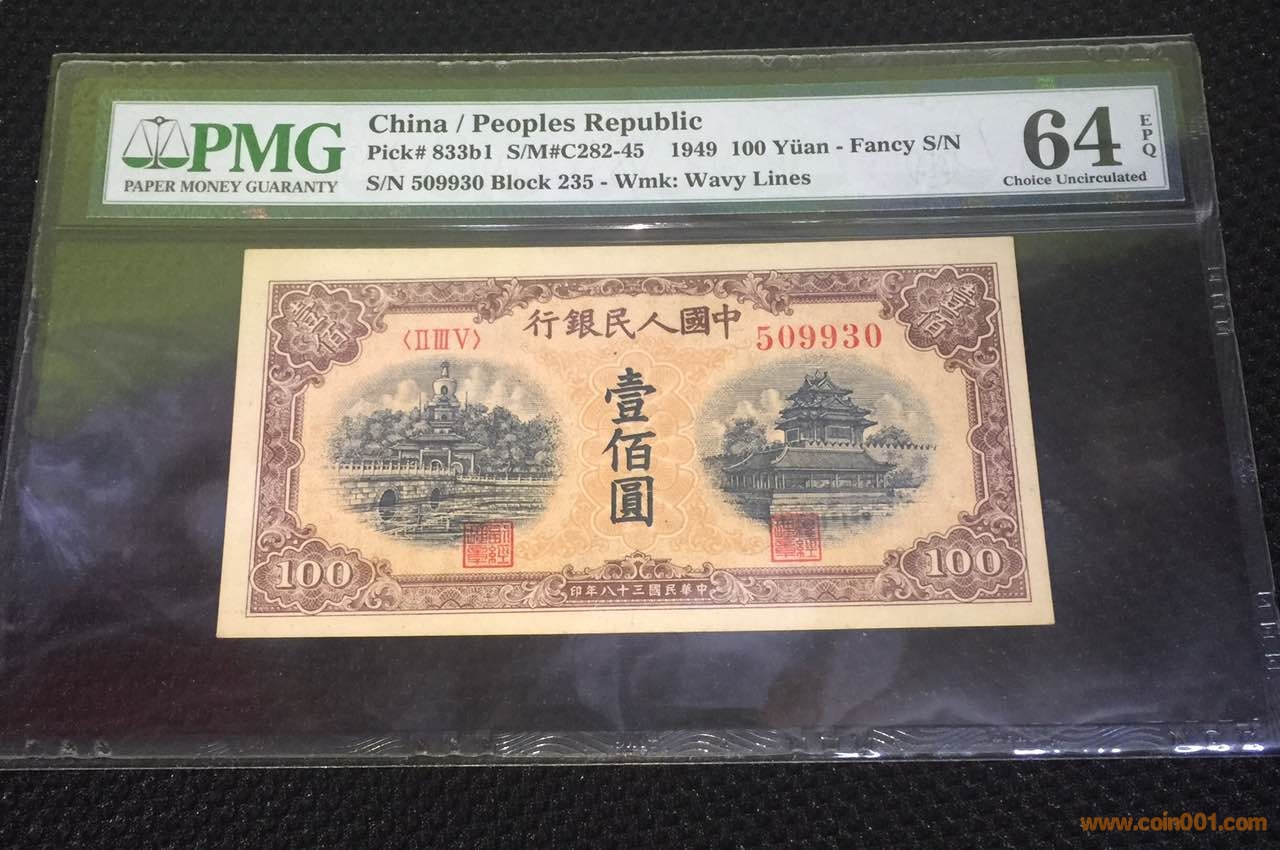 PMG
PAPER MONEY GUARANTY
China / Peoples Republic
Pick# 833b1 S/M#C282-45 1949 100 Yüan - Fancy S/N
S/N 509930 Block 235 - Wmk: Wavy Lines
64
EPQ
Choice Uncirculated
壹佰
壹佰
行銀民人國中
〈ⅡⅢⅤ〉
509930
壹佰圓
100
100
印年八十三國民華中
www.coin001.com